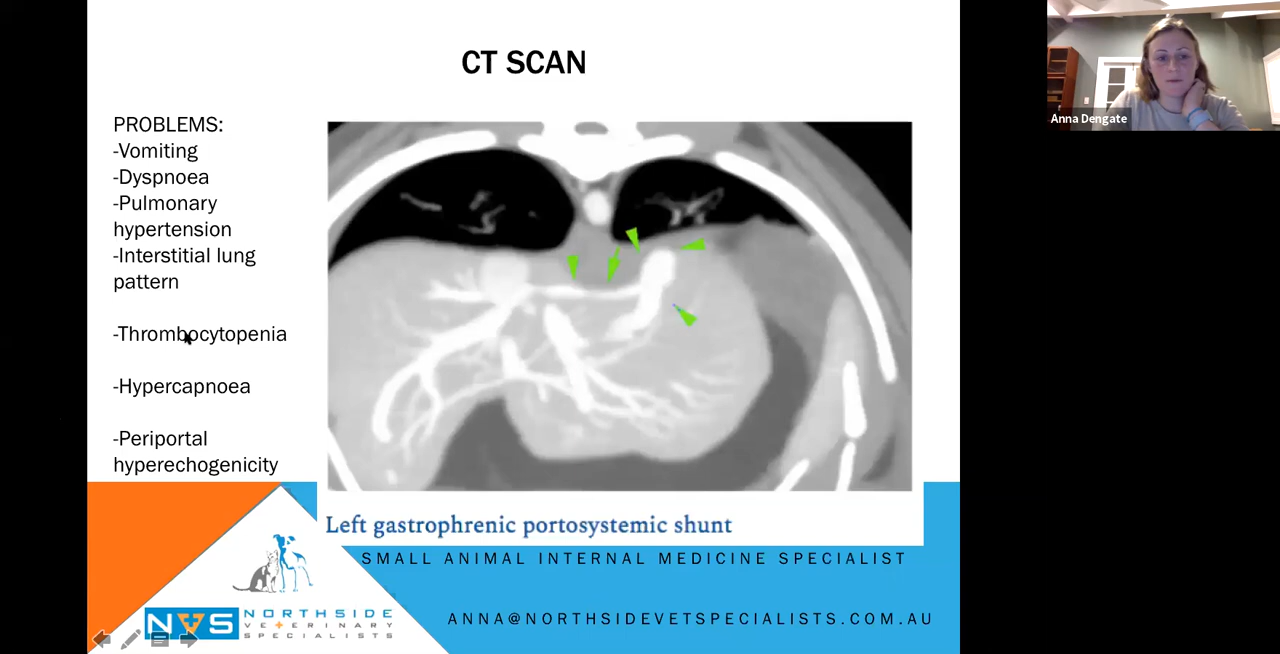 CT SCAN
Anna Dengate
PROBLEMS:
-Vomiting
-Dyspnoea
-Pulmonary
hypertension
-Interstitial lung
pattern
-Thrombocytopenia
-Hypercapnoea
-Periportal
hyperechogenicity
Left gastrophrenic portosystemic shunt
SMALL ANIMAL INTERNAL MEDICINE SPECIALIST
NVS NORTHSIDE
VETERINARY
SPECIALISTS
ANNA@NORTHSIDEVETSPECIALISTS.COM.AU